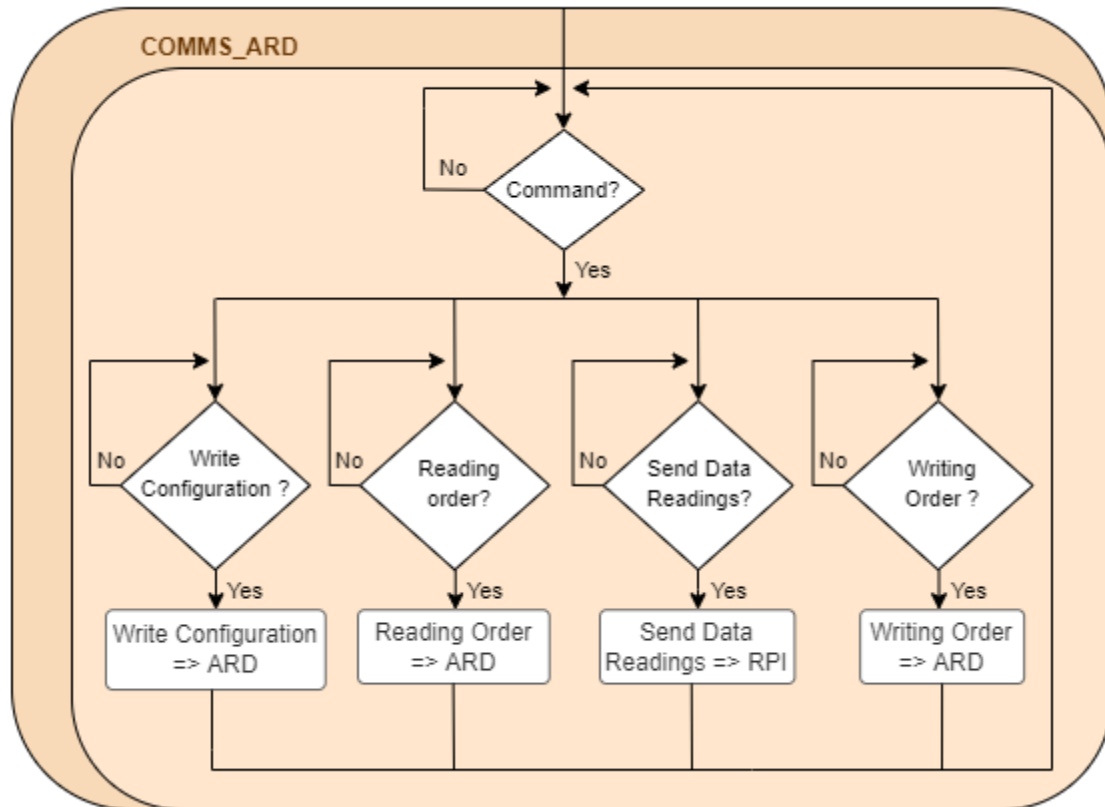 COMMS_ARD
No
Command?
Yes
No
Write
Configuration ?
No
Reading
order?
No
Send Data
Readings?
No
Writing
Order ?
Yes
Yes
Yes
Yes
Write Configuration
=> ARD
Reading Order
=> ARD
Send Data
Readings => RPI
Writing Order
=> ARD